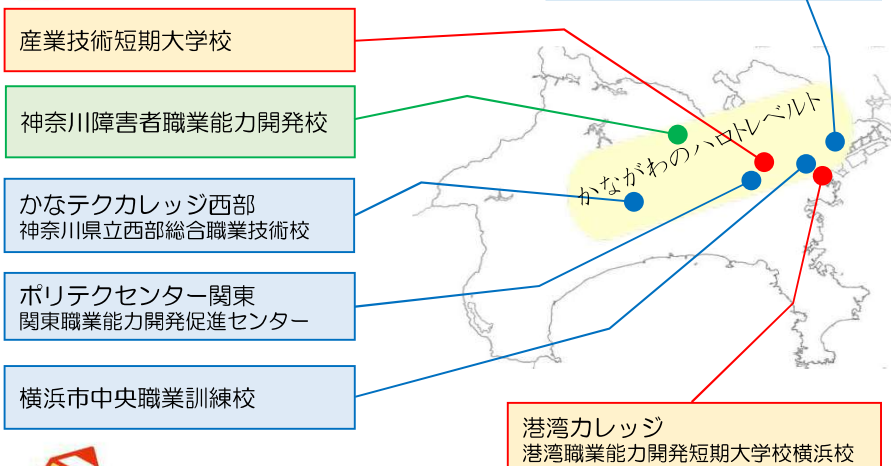 産業技術短期大学校
神奈川障害者職業能力開発校
かなテクカレッジ西部
神奈川県立西部総合職業技術校
ポリテクセンター関東
関東職業能力開発促進センター
横浜市中央職業訓練校
かながわのハロトレベルト
港湾カレッジ
港湾職業能力開発短期大学校横浜校